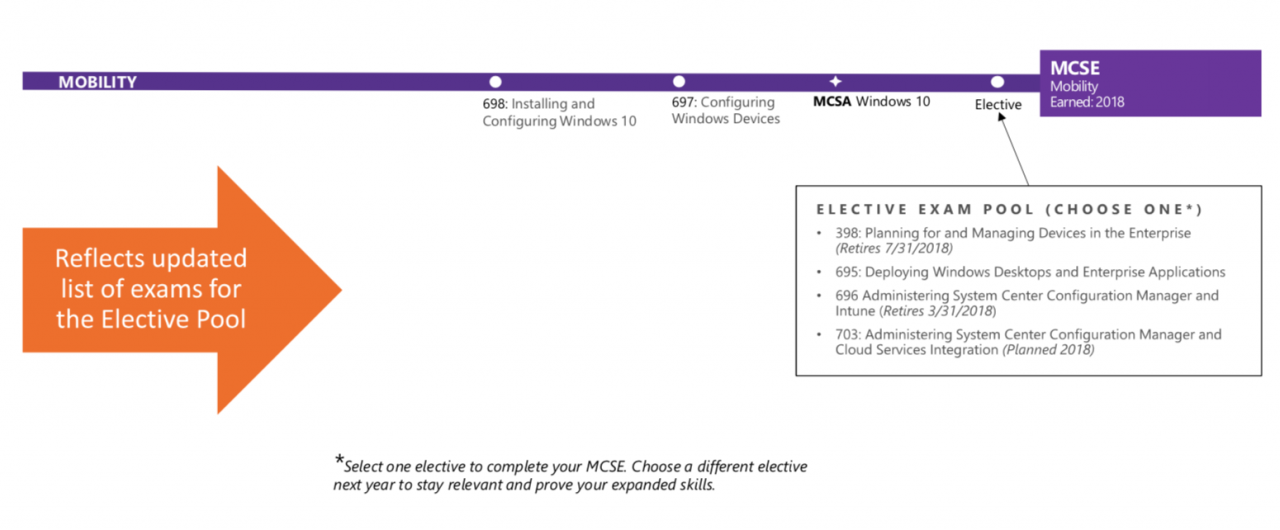 MOBILITY
698: Installing and
Configuring Windows 10
697: Configuring
Windows Devices
MCSA Windows 10
Elective
MCSE
Mobility
Earned: 2018
ELECTIVE EXAM POOL (CHOOSE ONE*)
• 398: Planning for and Managing Devices in the Enterprise
(Retires 7/31/2018)
• 695: Deploying Windows Desktops and Enterprise Applications
• 696 Administering System Center Configuration Manager and
Intune (Retires 3/31/2018)
• 703: Administering System Center Configuration Manager and
Cloud Services Integration (Planned 2018)
Reflects updated
list of exams for
the Elective Pool
*Select one elective to complete your MCSE. Choose a different elective
next year to stay relevant and prove your expanded skills.